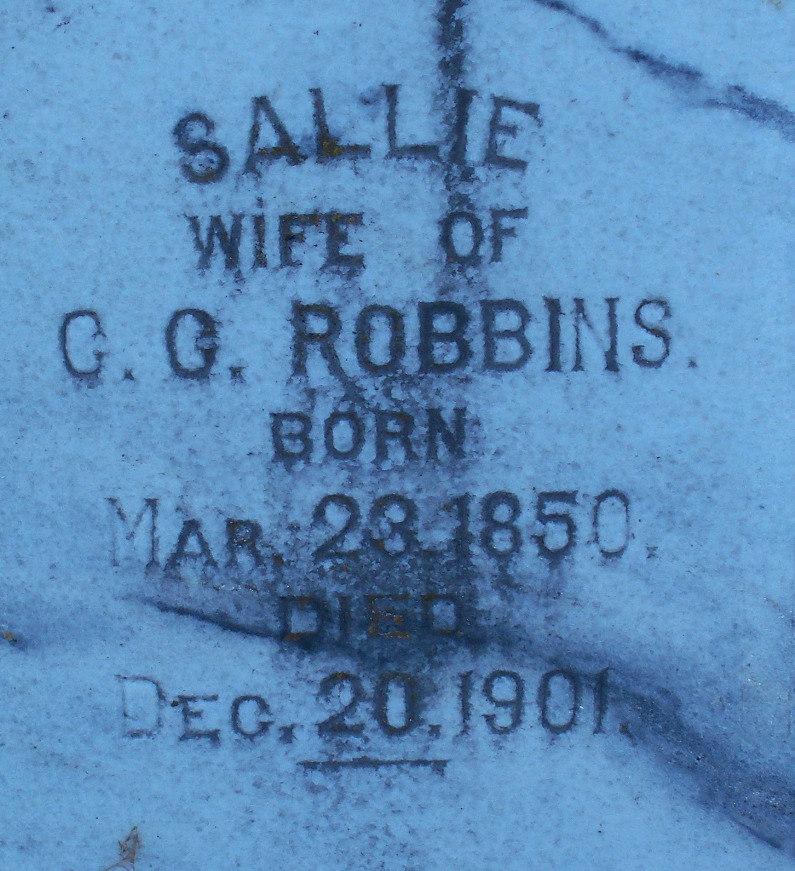 SALLIE
WIFE OF
C. C. ROBBINS.
BORN
MAR. 23. 1850.
DIED
DEC. 20. 1901.